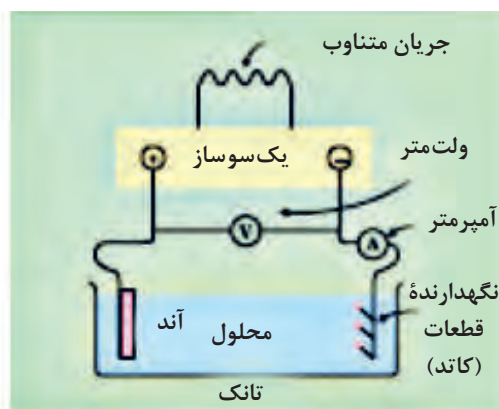 جریان متناوب
یک‌سوساز
+
−
ولت‌متر
V
آمپرمتر
A
نگهدارندهٔ
قطعات
(کاتد)
آند
محلول
تانک